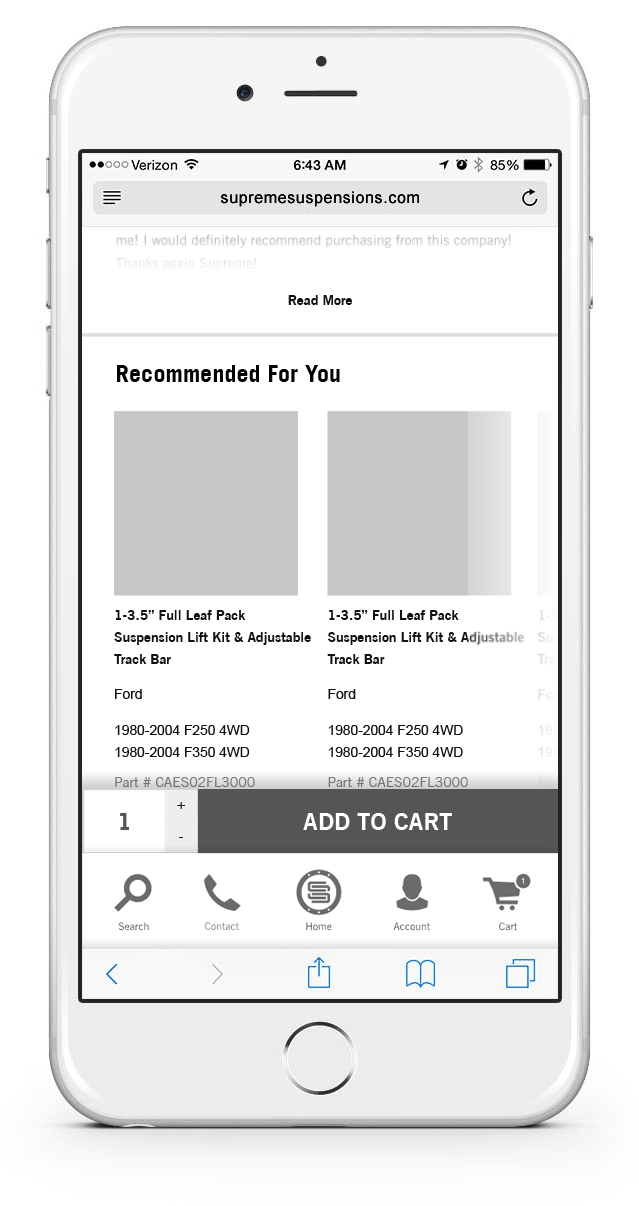 Verizon 6:43 AM 85%
supremesuspensions.com
me! I would definitely recommend purchasing from this company!
Thanks again Supreme!
Read More
Recommended For You
1-3.5” Full Leaf Pack
Suspension Lift Kit & Adjustable
Track Bar
Ford
1980-2004 F250 4WD
1980-2004 F350 4WD
Part # CAES02FL3000
1-3.5” Full Leaf Pack
Suspension Lift Kit & Adjustable
Track Bar
Ford
1980-2004 F250 4WD
1980-2004 F350 4WD
Part # CAES02FL3000
1 + -
ADD TO CART
1
Search Contact Home Account Cart